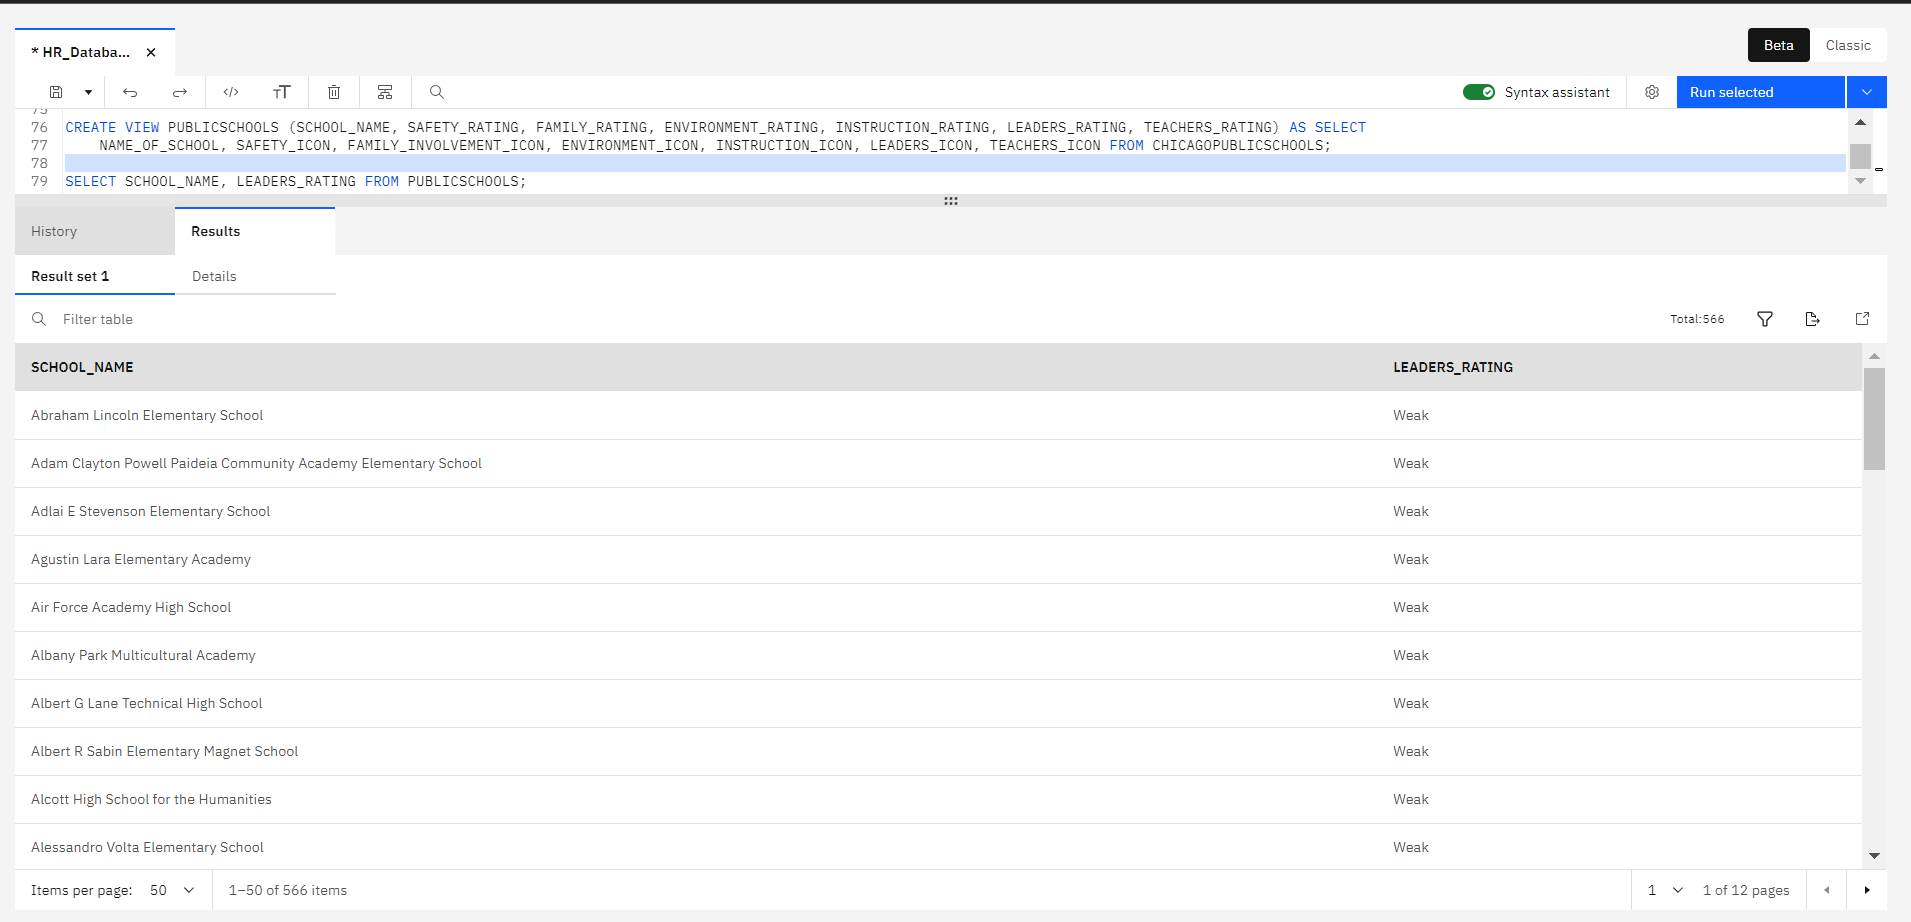 * HR_Databa...
Beta
Classic
Syntax assistant
Run selected
75
76 CREATE VIEW PUBLICSCHOOLS (SCHOOL_NAME, SAFETY_RATING, FAMILY_RATING, ENVIRONMENT_RATING, INSTRUCTION_RATING, LEADERS_RATING, TEACHERS_RATING) AS SELECT
77 NAME_OF_SCHOOL, SAFETY_ICON, FAMILY_INVOLVEMENT_ICON, ENVIRONMENT_ICON, INSTRUCTION_ICON, LEADERS_ICON, TEACHERS_ICON FROM CHICAGOPUBLICSCHOOLS;
78
79 SELECT SCHOOL_NAME, LEADERS_RATING FROM PUBLICSCHOOLS;
History
Results
Result set 1
Details
Filter table
Total:566
SCHOOL_NAME LEADERS_RATING
Abraham Lincoln Elementary School Weak
Adam Clayton Powell Paideia Community Academy Elementary School Weak
Adlai E Stevenson Elementary School Weak
Agustin Lara Elementary Academy Weak
Air Force Academy High School Weak
Albany Park Multicultural Academy Weak
Albert G Lane Technical High School Weak
Albert R Sabin Elementary Magnet School Weak
Alcott High School for the Humanities Weak
Alessandro Volta Elementary School Weak
Items per page: 50 1–50 of 566 items 1 1 of 12 pages